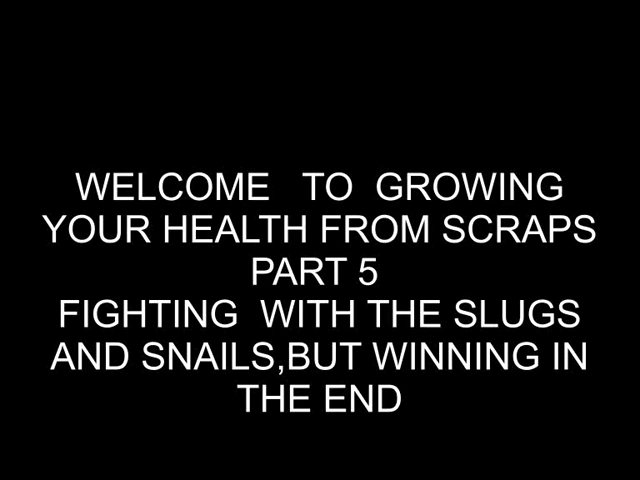 WELCOME   TO  GROWING
YOUR HEALTH FROM SCRAPS
PART 5
FIGHTING  WITH THE SLUGS
AND SNAILS,BUT WINNING IN
THE END